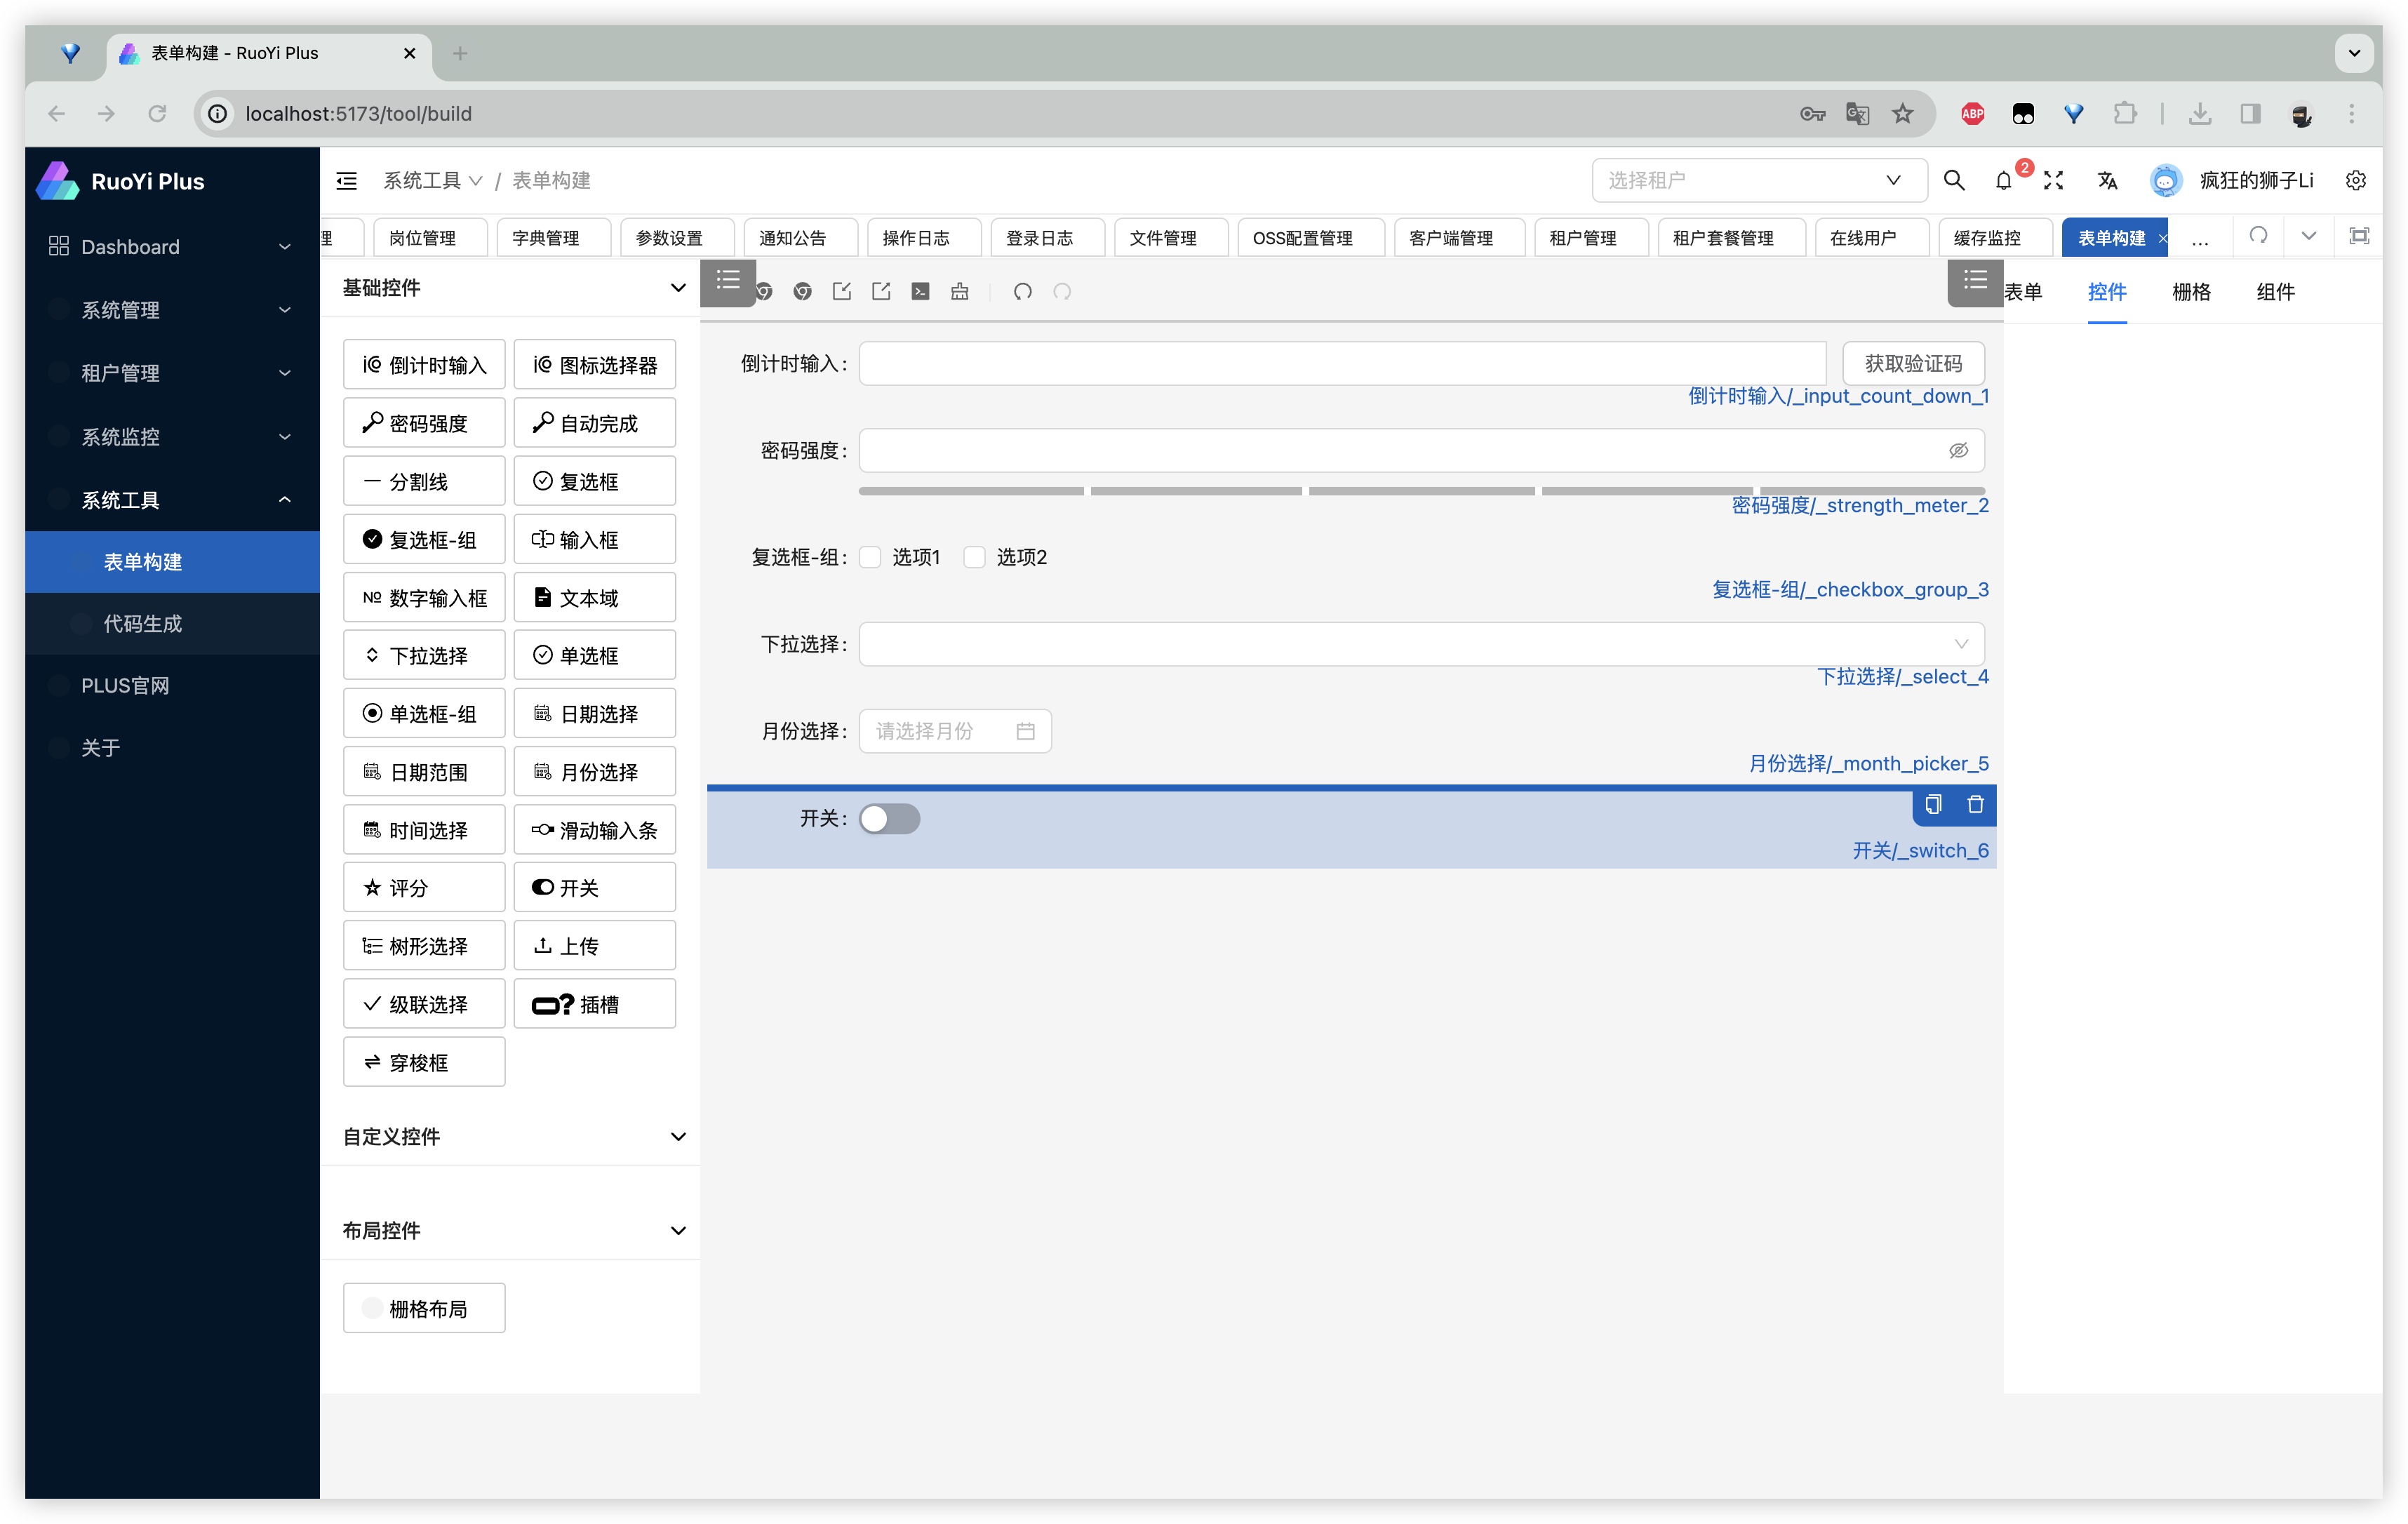 表单构建 - RuoYi Plus
localhost:5173/tool/build
ABP
RuoYi Plus
系统工具 / 表单构建
选择租户
2
疯狂的狮子Li
Dashboard
系统管理
租户管理
系统监控
系统工具
表单构建
代码生成
PLUS官网
关于
理
岗位管理
字典管理
参数设置
通知公告
操作日志
登录日志
文件管理
OSS配置管理
客户端管理
租户管理
租户套餐管理
在线用户
缓存监控
表单构建
...
基础控件
倒计时输入
图标选择器
密码强度
自动完成
分割线
复选框
复选框-组
输入框
数字输入框
文本域
下拉选择
单选框
单选框-组
日期选择
日期范围
月份选择
时间选择
滑动输入条
评分
开关
树形选择
上传
级联选择
插槽
穿梭框
自定义控件
布局控件
栅格布局
倒计时输入:
获取验证码
倒计时输入/_input_count_down_1
密码强度:
密码强度/_strength_meter_2
复选框-组: 选项1 选项2
复选框-组/_checkbox_group_3
下拉选择:
下拉选择/_select_4
月份选择: 请选择月份
月份选择/_month_picker_5
开关:
开关/_switch_6
表单
控件
栅格
组件